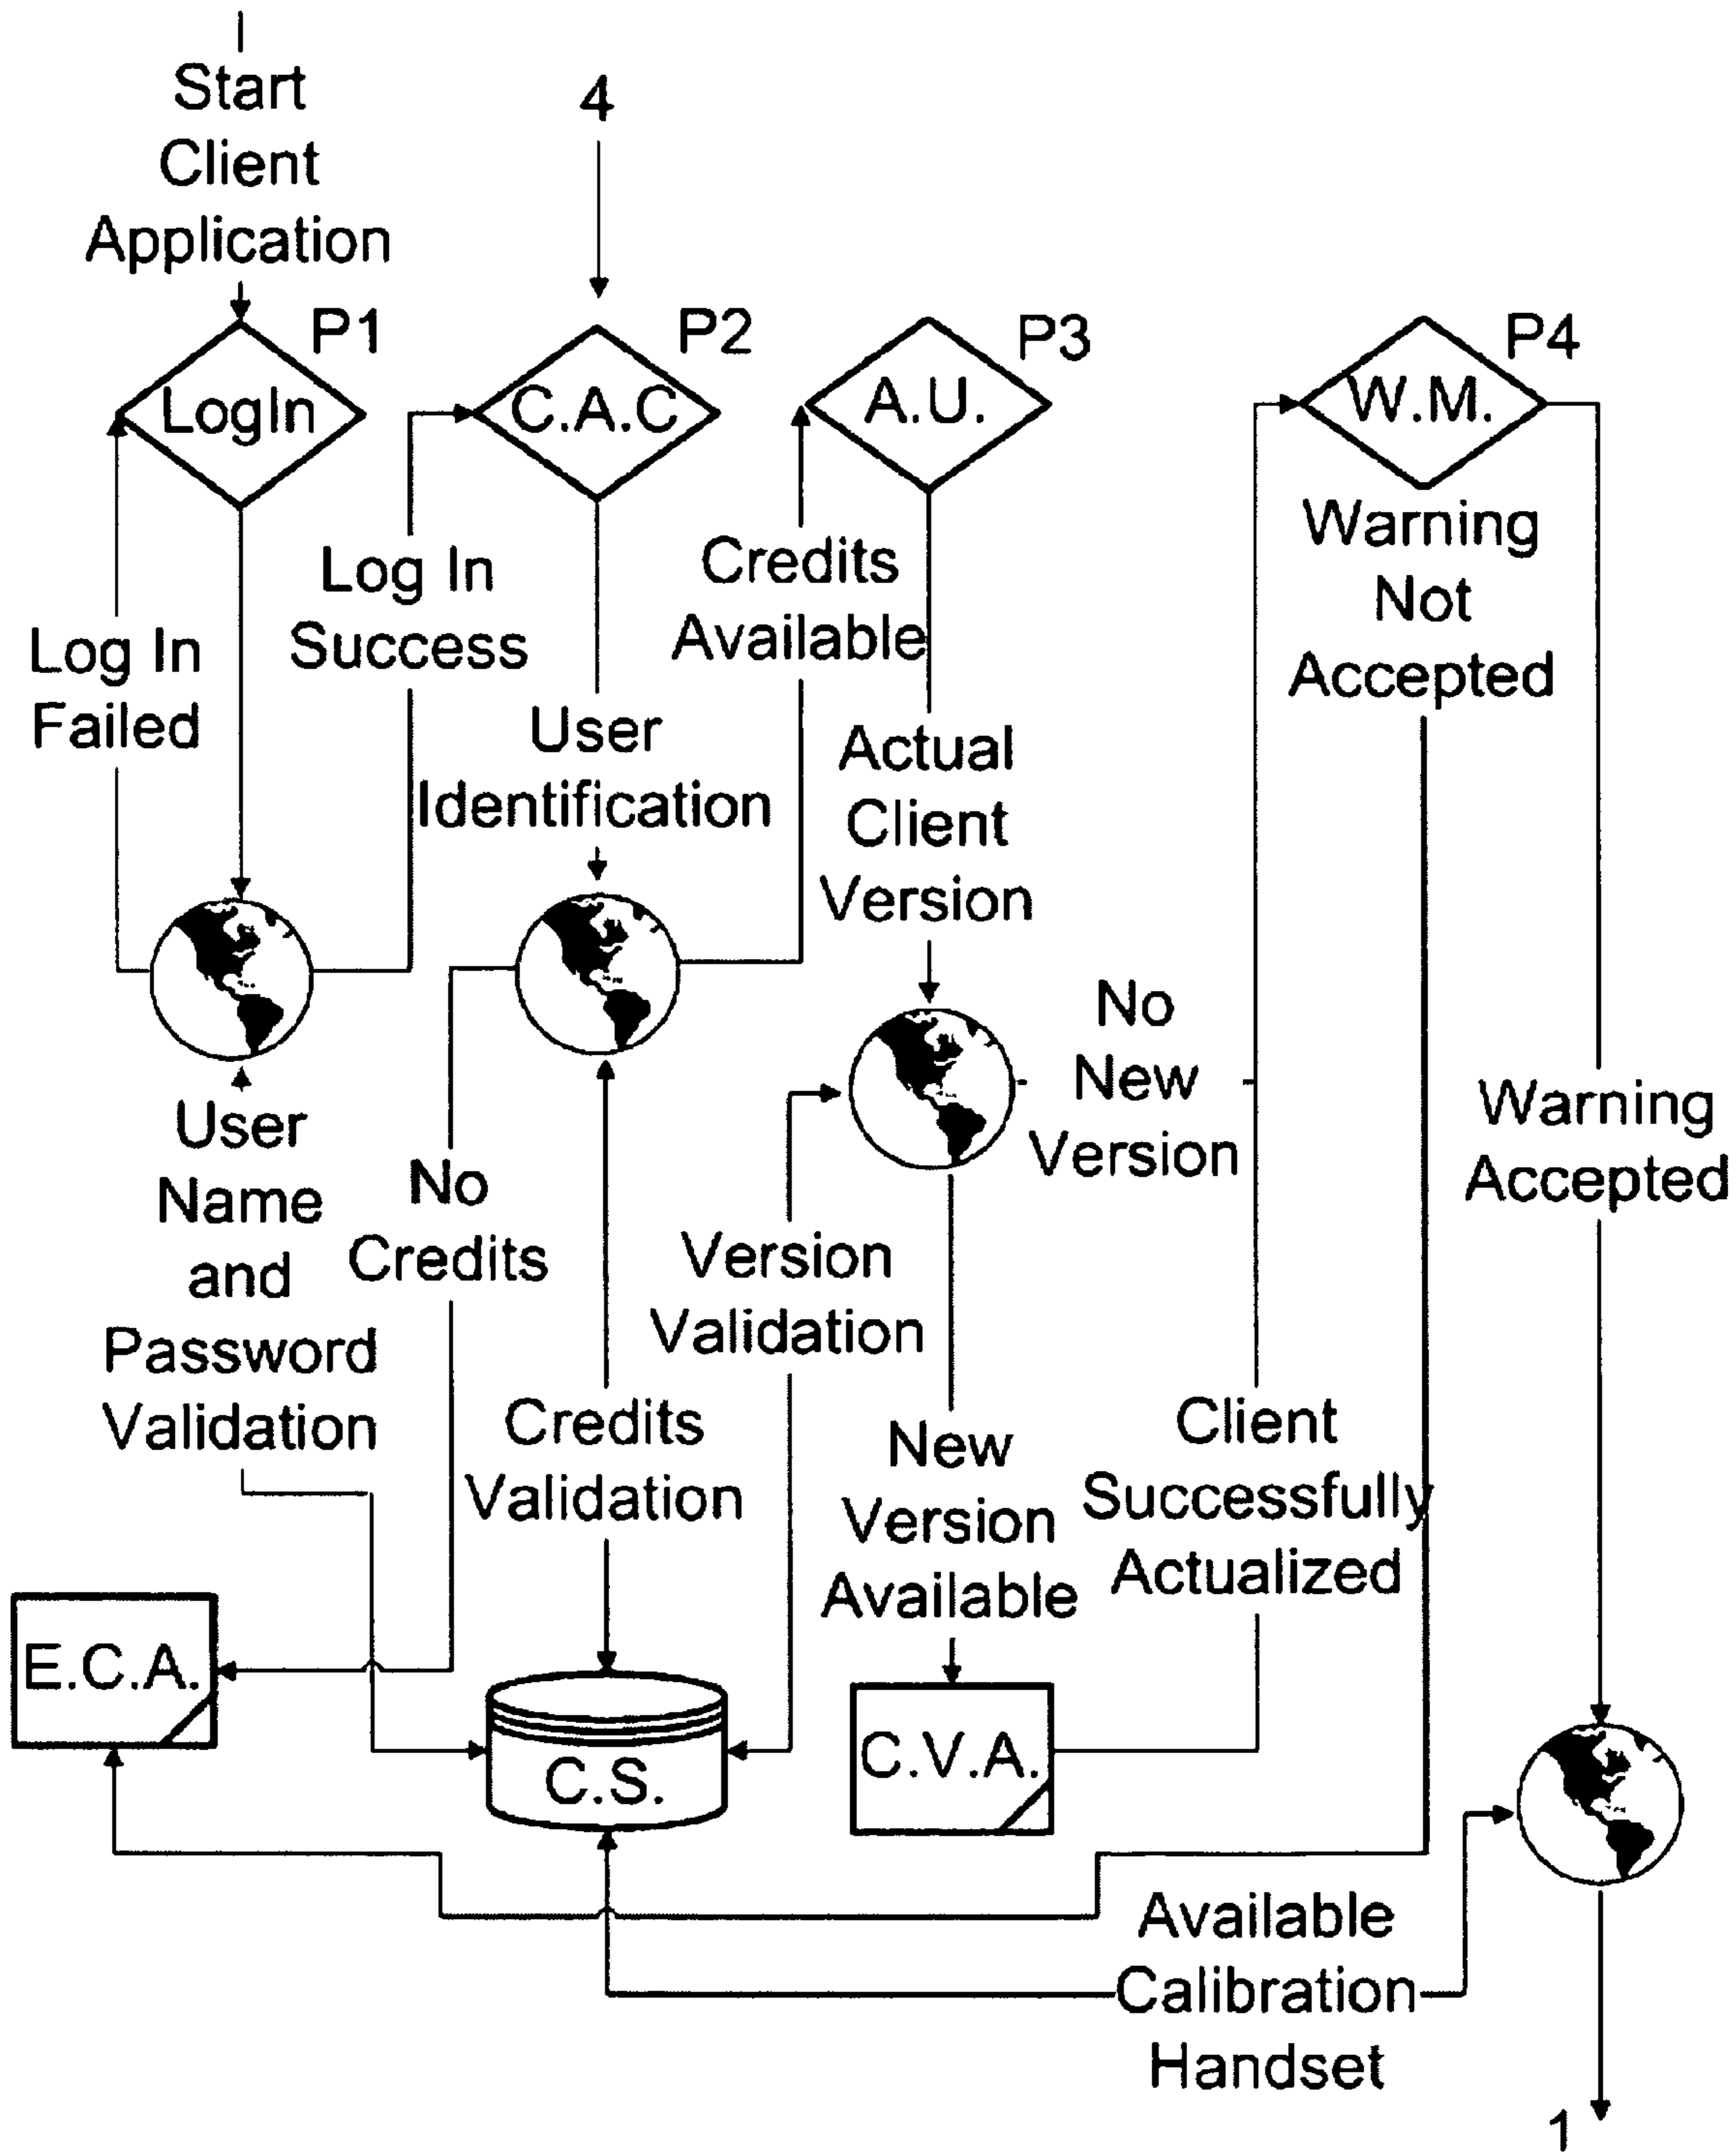 Start
Client
Application
4
P1
LogIn
P2
C.A.C
P3
A.U.
P4
W.M.
Log In
Failed
Log In
Success
User
Identification
Credits
Available
Actual
Client
Version
Warning
Not
Accepted
No
New
Version
Warning
Accepted
User
Name
and
Password
Validation
No
Credits
Credits
Validation
Version
Validation
New
Version
Available
Client
Successfully
Actualized
E.C.A.
C.S.
C.V.A.
Available
Calibration
Handset
1